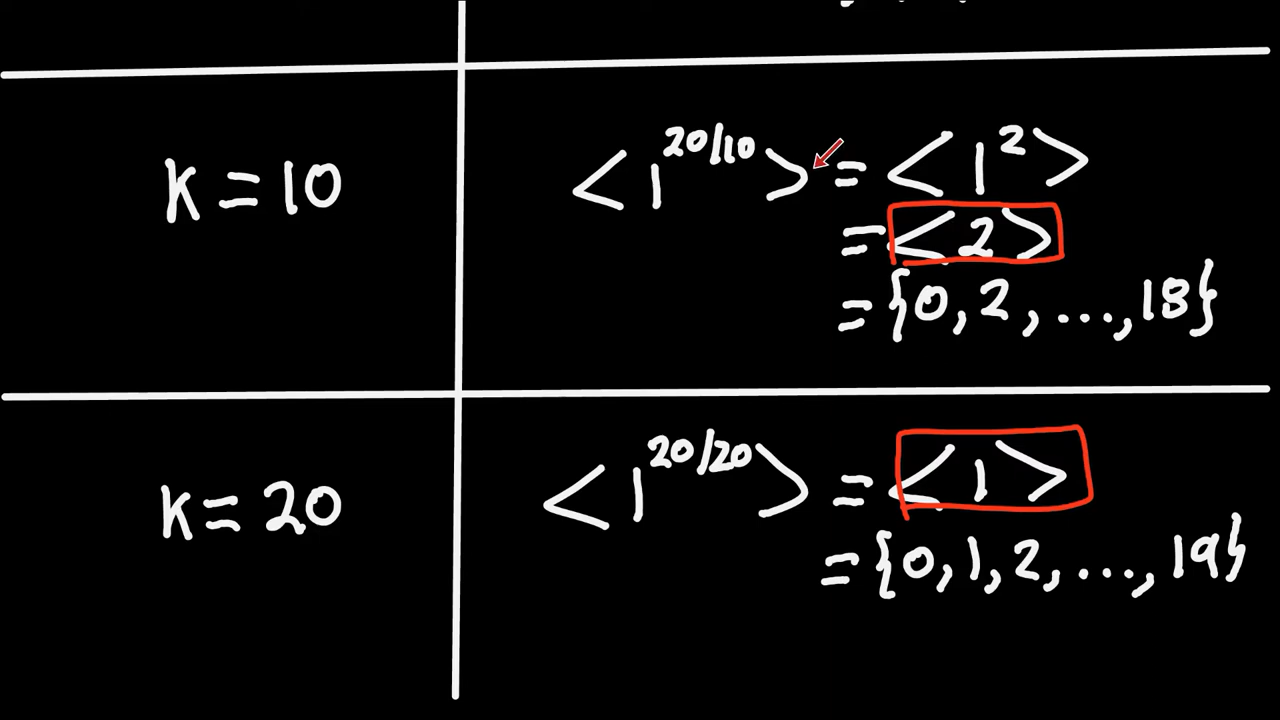 k = 10
<1^{20/10}> = <1^2>
= <2>
= {0, 2, ..., 18}
k = 20
<1^{20/20}> = <1>
= {0, 1, 2, ..., 19}